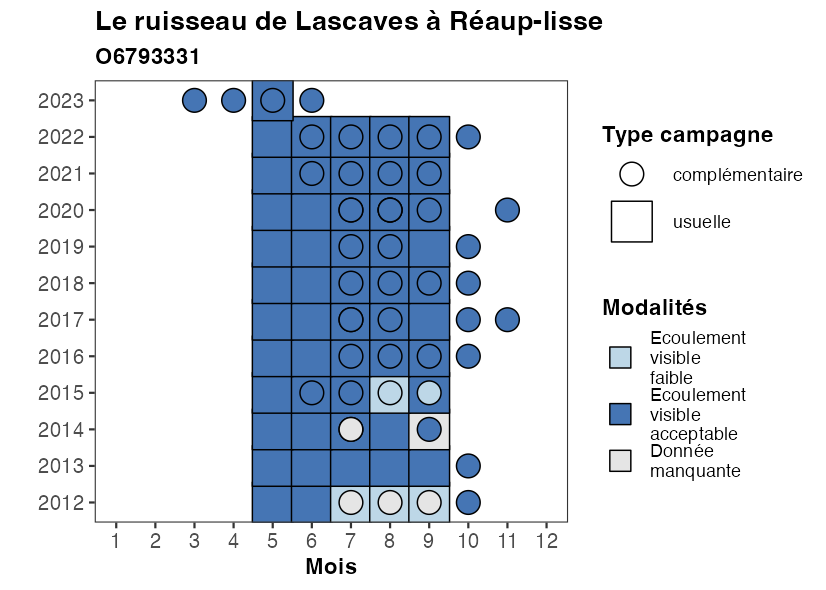 Le ruisseau de Lascaves à Réaup-lisse
O6793331
2023
2022
2021
2020
2019
2018
2017
2016
2015
2014
2013
2012
1 2 3 4 5 6 7 8 9 10 11 12
Mois
Type campagne
complémentaire
usuelle
Modalités
Ecoulement
visible
faible
Ecoulement
visible
acceptable
Donnée
manquante